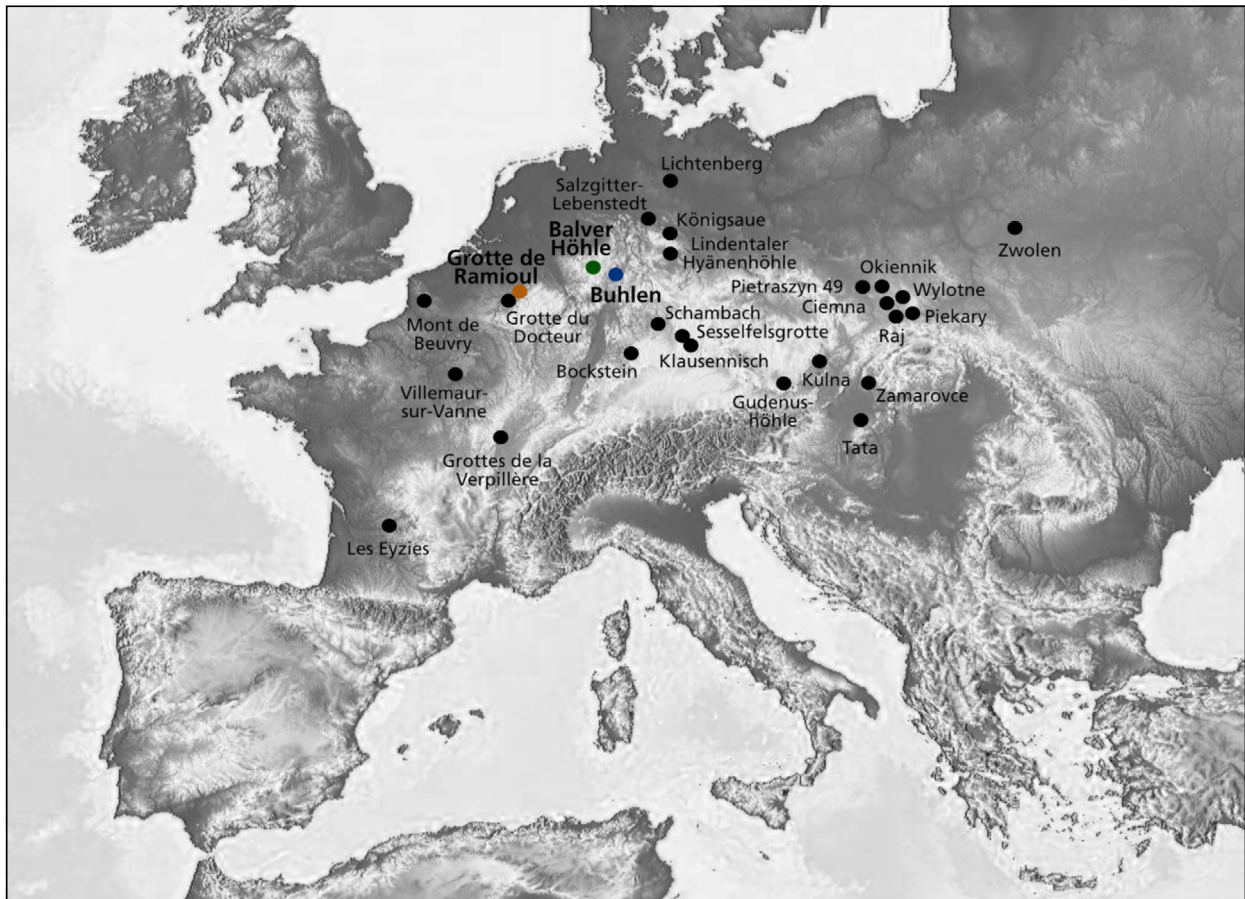 Lichtenberg
Salzgitter-
Lebenstedt
Königsaue
Balver
Höhle
Lindentaler
Hyänenhöhle
Zwolen
Grotte de
Ramioul
Okiennik
Pietraszyn 49
Wylotne
Buhlen
Ciemna
Mont de
Beuvry
Grotte du
Docteur
Schambach
Piekary
Raj
Sesselfelsgrotte
Klausennisch
Bockstein
Kůlna
Villemaur-
sur-Vanne
Gudenus-
höhle
Zamarovce
Tata
Grottes de la
Verpillère
Les Eyzies